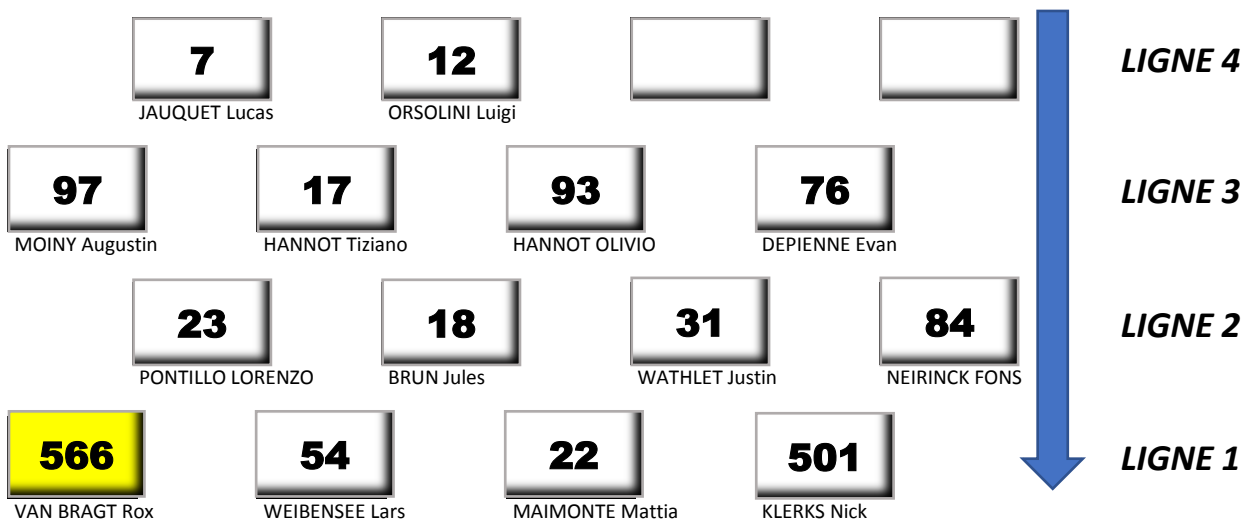 7 12 LIGNE 4
JAUQUET Lucas ORSOLINI Luigi
97 17 93 76 LIGNE 3
MOINY Augustin HANNOT Tiziano HANNOT OLIVIO DEPIENNE Evan
23 18 31 84 LIGNE 2
PONTILLO LORENZO BRUN Jules WATHLET Justin NEIRINCK FONS
566 54 22 501 LIGNE 1
VAN BRAGT Rox WEIBENSEE Lars MAIMONTE Mattia KLERKS Nick